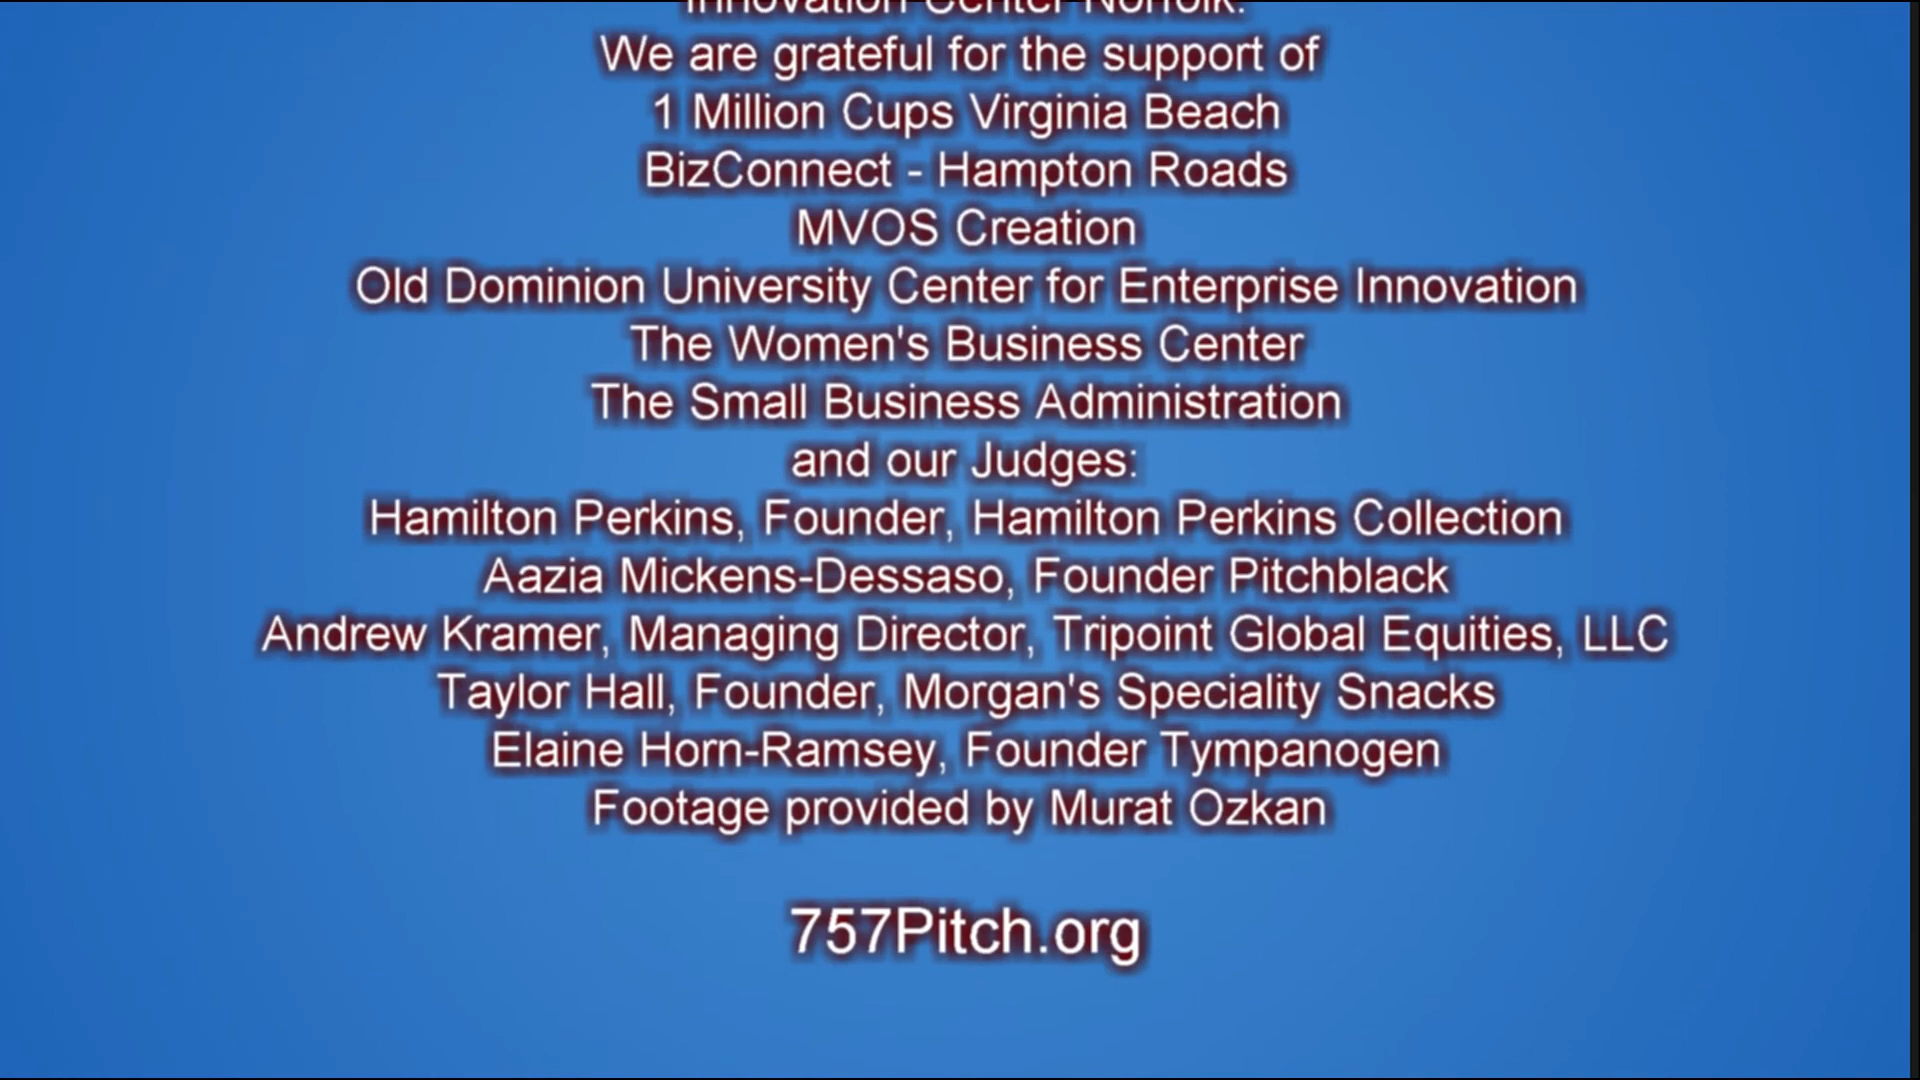 Innovation Center Norfolk.
We are grateful for the support of
1 Million Cups Virginia Beach
BizConnect - Hampton Roads
MVOS Creation
Old Dominion University Center for Enterprise Innovation
The Women's Business Center
The Small Business Administration
and our Judges:
Hamilton Perkins, Founder, Hamilton Perkins Collection
Aazia Mickens-Dessaso, Founder Pitchblack
Andrew Kramer, Managing Director, Tripoint Global Equities, LLC
Taylor Hall, Founder, Morgan's Speciality Snacks
Elaine Horn-Ramsey, Founder Tympanogen
Footage provided by Murat Ozkan
757Pitch.org